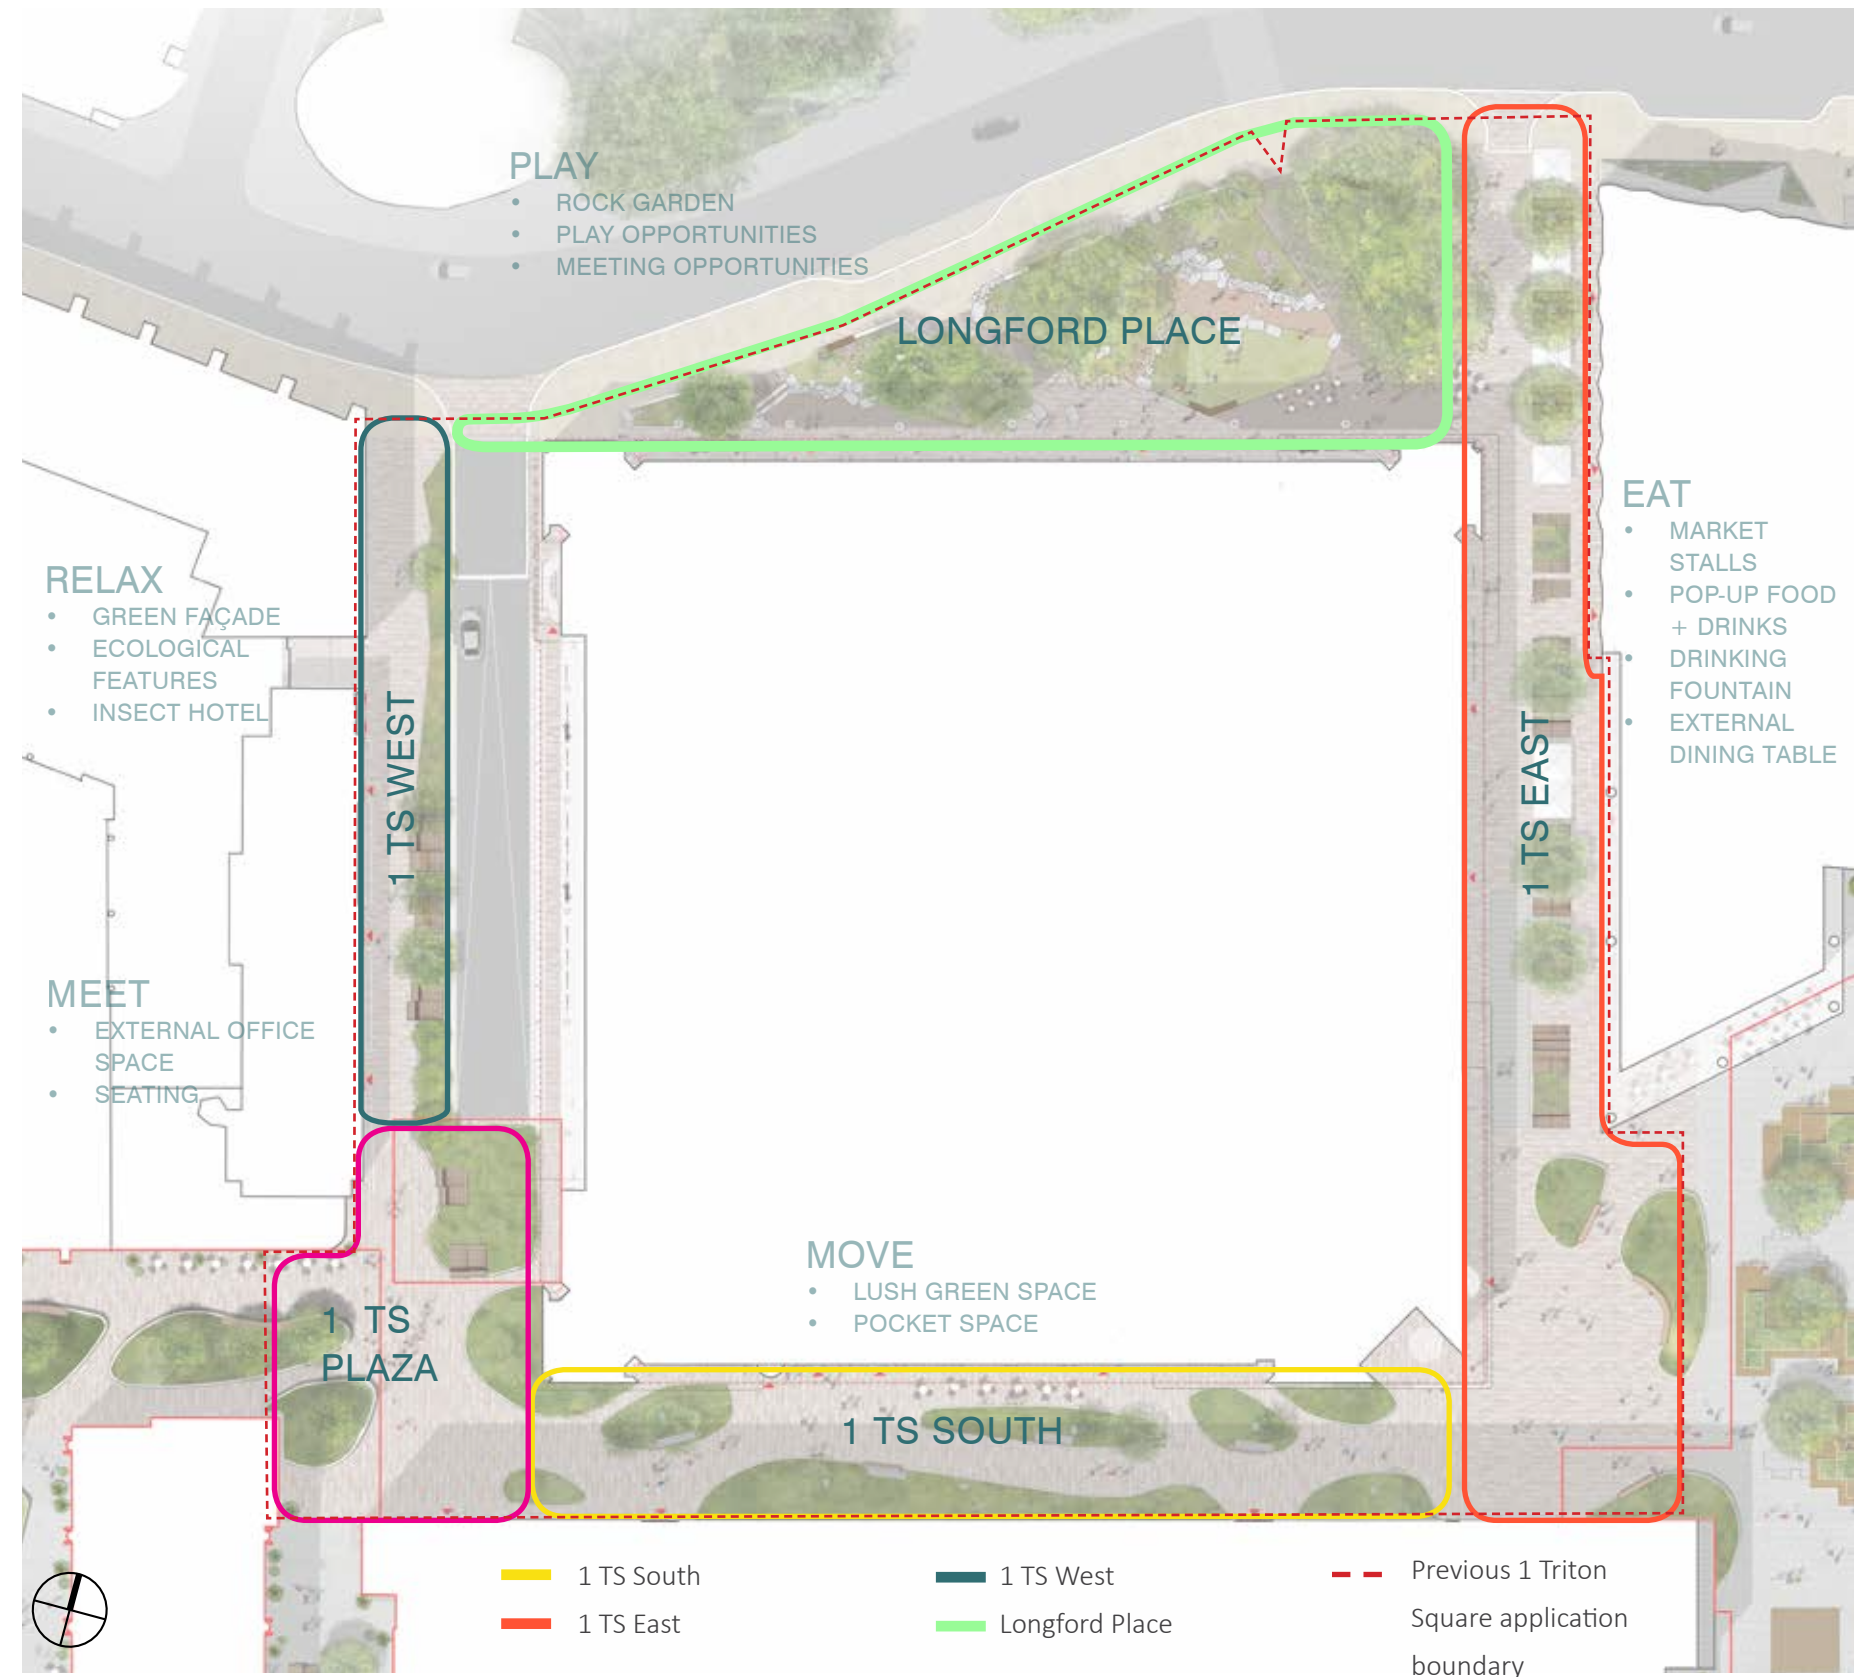 PLAY
• ROCK GARDEN
• PLAY OPPORTUNITIES
• MEETING OPPORTUNITIES
LONGFORD PLACE
EAT
• MARKET
STALLS
• POP-UP FOOD
+ DRINKS
• DRINKING
FOUNTAIN
• EXTERNAL
DINING TABLE
RELAX
• GREEN FAÇADE
• ECOLOGICAL
FEATURES
• INSECT HOTEL
1 TS WEST
1 TS EAST
MEET
• EXTERNAL OFFICE
SPACE
• SEATING
MOVE
• LUSH GREEN SPACE
• POCKET SPACE
1 TS
PLAZA
1 TS SOUTH
1 TS South
1 TS East
1 TS West
Longford Place
Previous 1 Triton
Square application
boundary